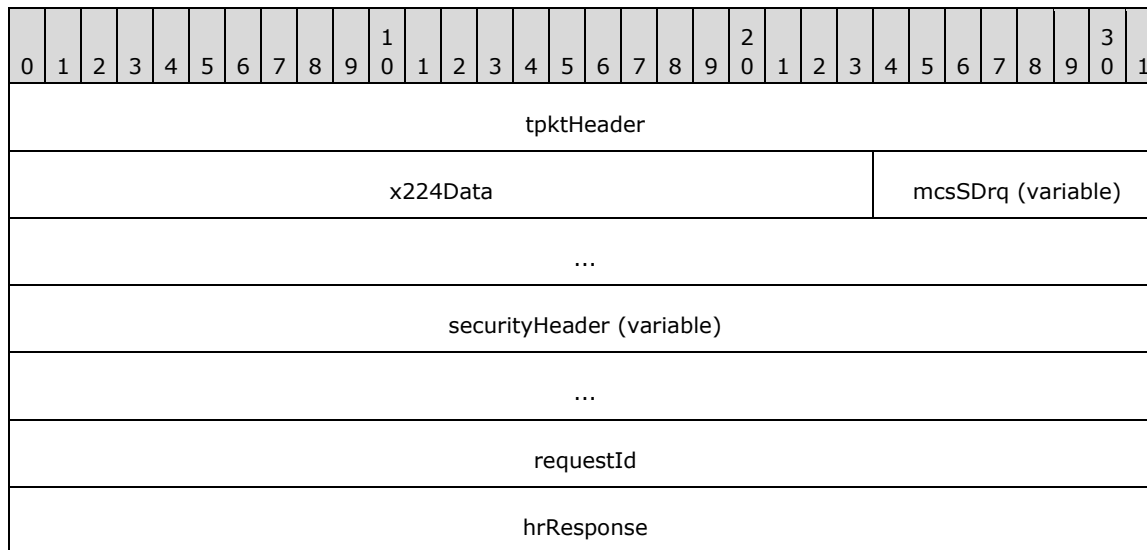 1 2 3
0 1 2 3 4 5 6 7 8 9 0 1 2 3 4 5 6 7 8 9 0 1 2 3 4 5 6 7 8 9 0 1
tpktHeader
x224Data mcsSDrq (variable)
...
securityHeader (variable)
...
requestId
hrResponse